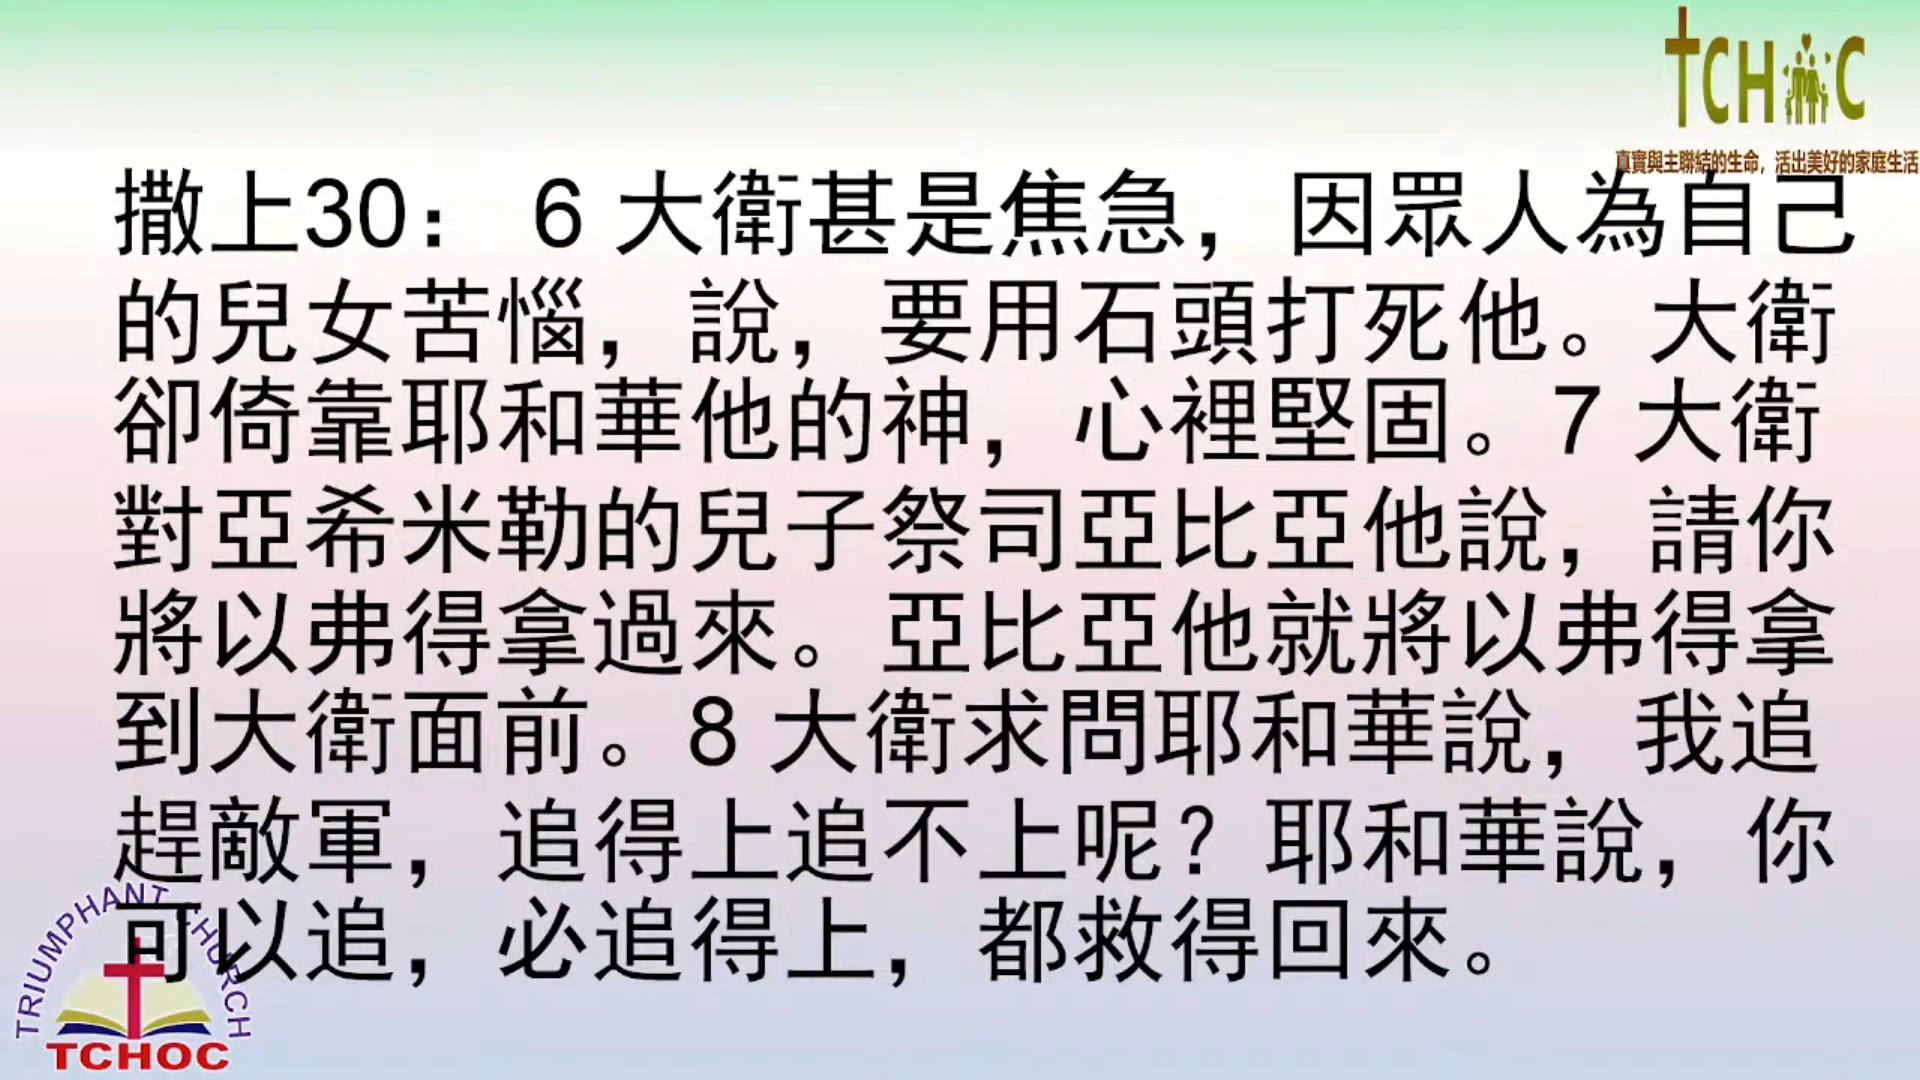 TCHOC
真實與主聯結的生命，活出美好的家庭生活
撒上30： 6 大衛甚是焦急，因眾人為自己
的兒女苦惱，說，要用石頭打死他。大衛
卻倚靠耶和華他的神，心裡堅固。7 大衛
對亞希米勒的兒子祭司亞比亞他說，請你
將以弗得拿過來。亞比亞他就將以弗得拿
到大衛面前。8 大衛求問耶和華說，我追
趕敵軍，追得上追不上呢？耶和華說，你
可以追，必追得上，都救得回來。
TRIUMPHANT CHURCH
TCHOC